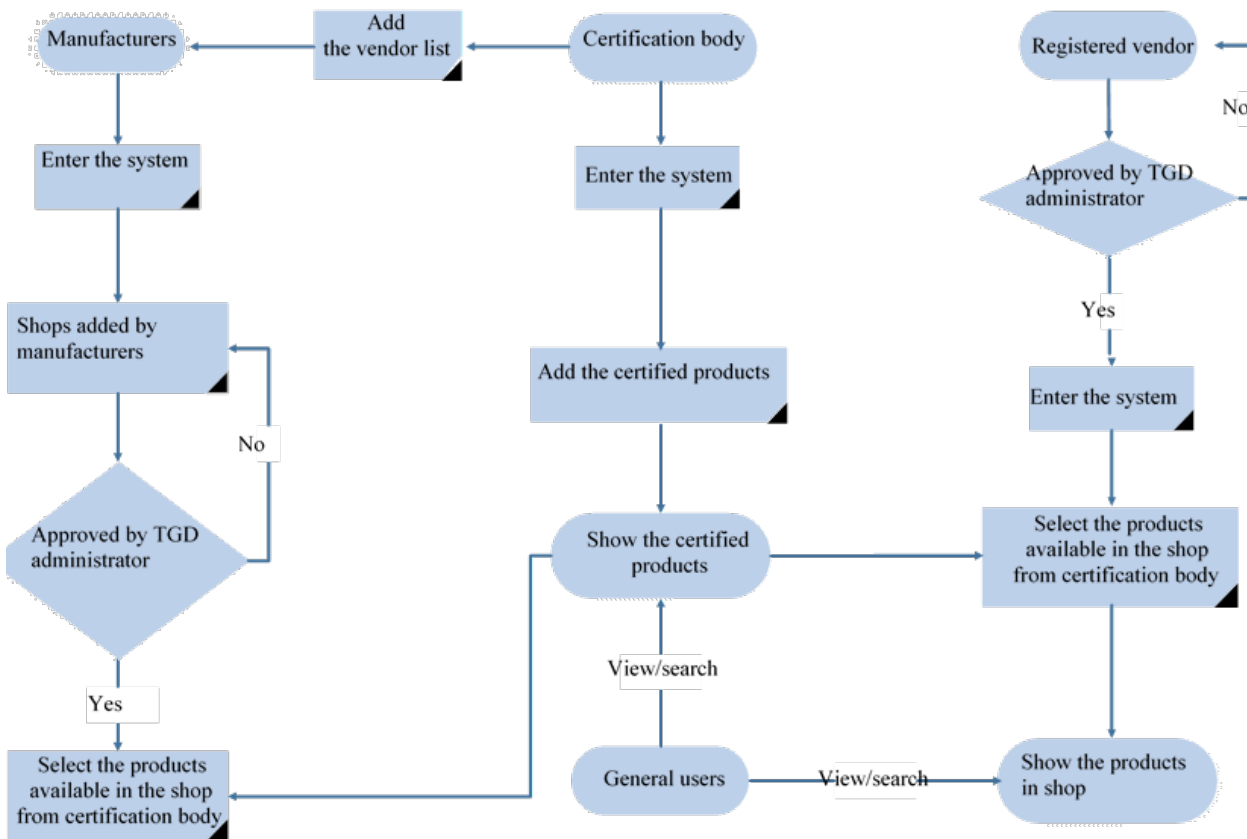 Manufacturers
Add
the vendor list
Certification body
Registered vendor
No
Enter the system
Enter the system
Approved by TGD
administrator
Shops added by
manufacturers
Yes
Add the certified products
Enter the system
No
Approved by TGD
administrator
Show the certified
products
Select the products
available in the shop
from certification body
View/search
Yes
Select the products
available in the shop
from certification body
General users
View/search
Show the products
in shop